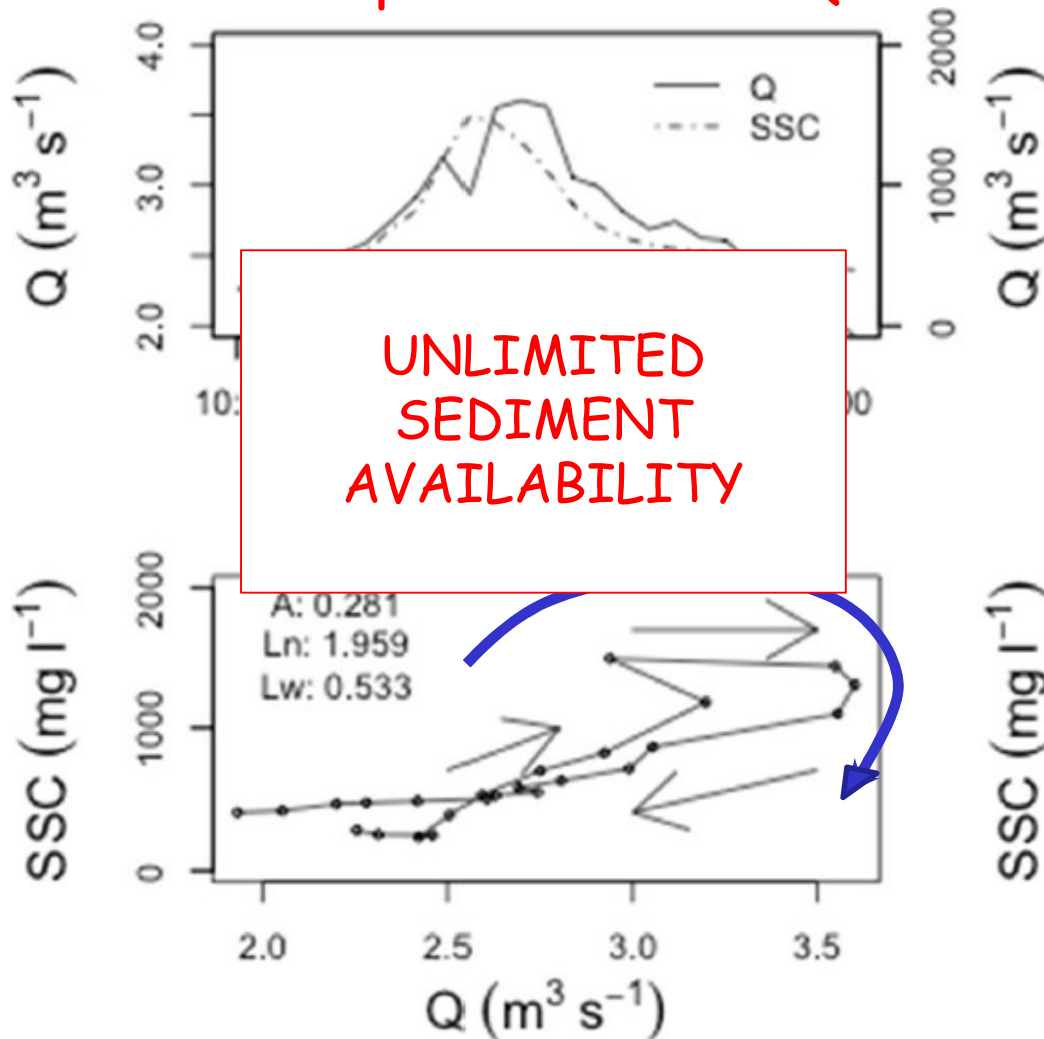 4.0
2000
Q (m³ s⁻¹)
3.0
1000
Q (m³ s⁻¹)
2.0
0
Q
SSC
10:
00
UNLIMITED
SEDIMENT
AVAILABILITY
SSC (mg l⁻¹)
2000
1000
0
A: 0.281
Ln: 1.959
Lw: 0.533
SSC (mg l⁻¹)
2.0 2.5 3.0 3.5
Q (m³ s⁻¹)